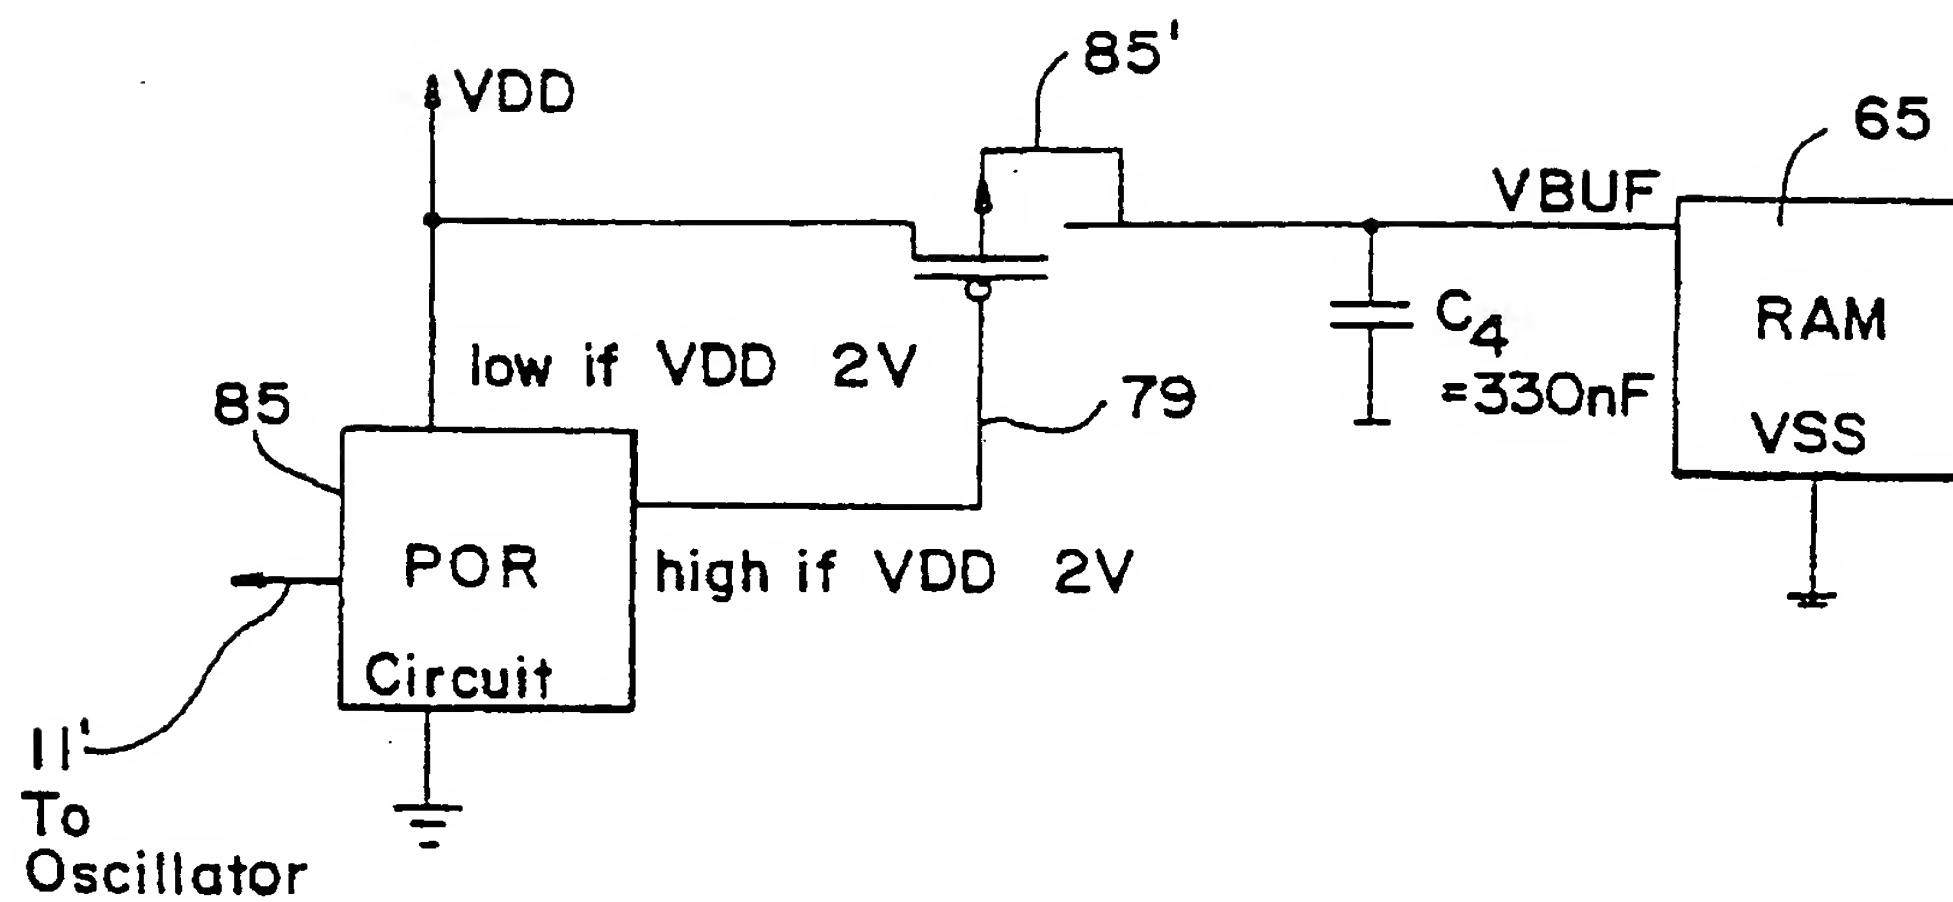 85'
VDD
65
VBUF
C4
=330nF
RAM
VSS
low if VDD 2V
85
79
POR
Circuit
high if VDD 2V
11'
To
Oscillator